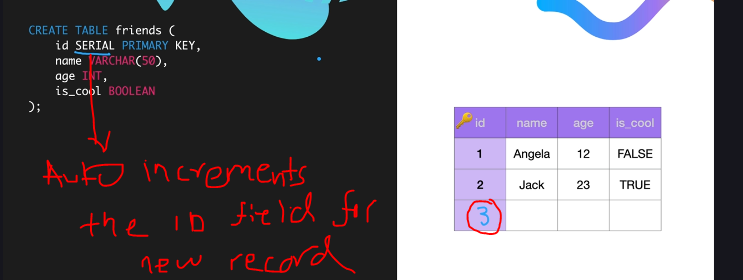 CREATE TABLE friends (
id SERIAL PRIMARY KEY,
name VARCHAR(50),
age INT,
is_cool BOOLEAN
);
Auto increments
the ID field for
new record
id name age is_cool
1 Angela 12 FALSE
2 Jack 23 TRUE
3